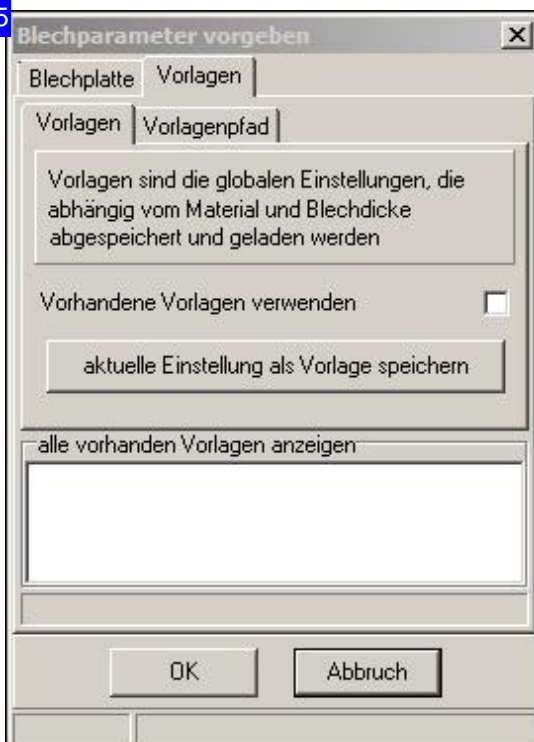 5
Blechparameter vorgeben
Blechplatte Vorlagen
Vorlagen Vorlagenpfad
Vorlagen sind die globalen Einstellungen, die
abhängig vom Material und Blechdicke
abgespeichert und geladen werden
Vorhandene Vorlagen verwenden
aktuelle Einstellung als Vorlage speichern
alle vorhanden Vorlagen anzeigen
OK Abbruch